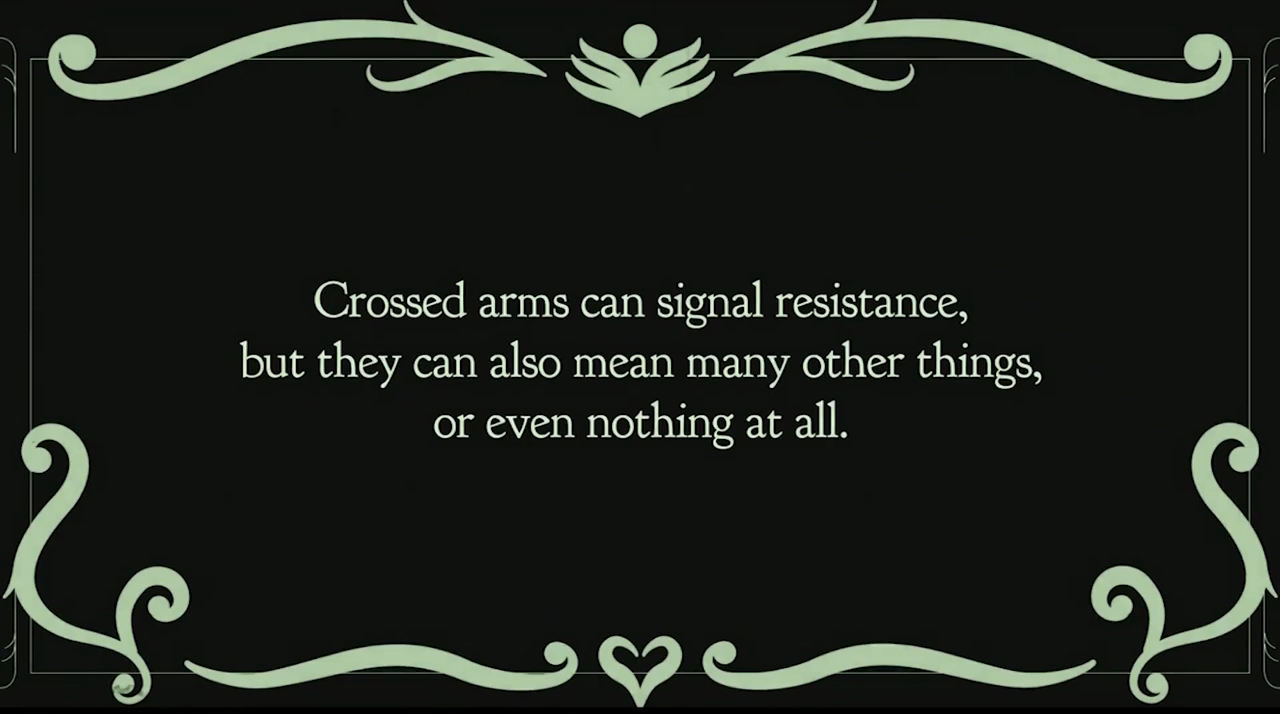 Crossed arms can signal resistance,
but they can also mean many other things,
or even nothing at all.